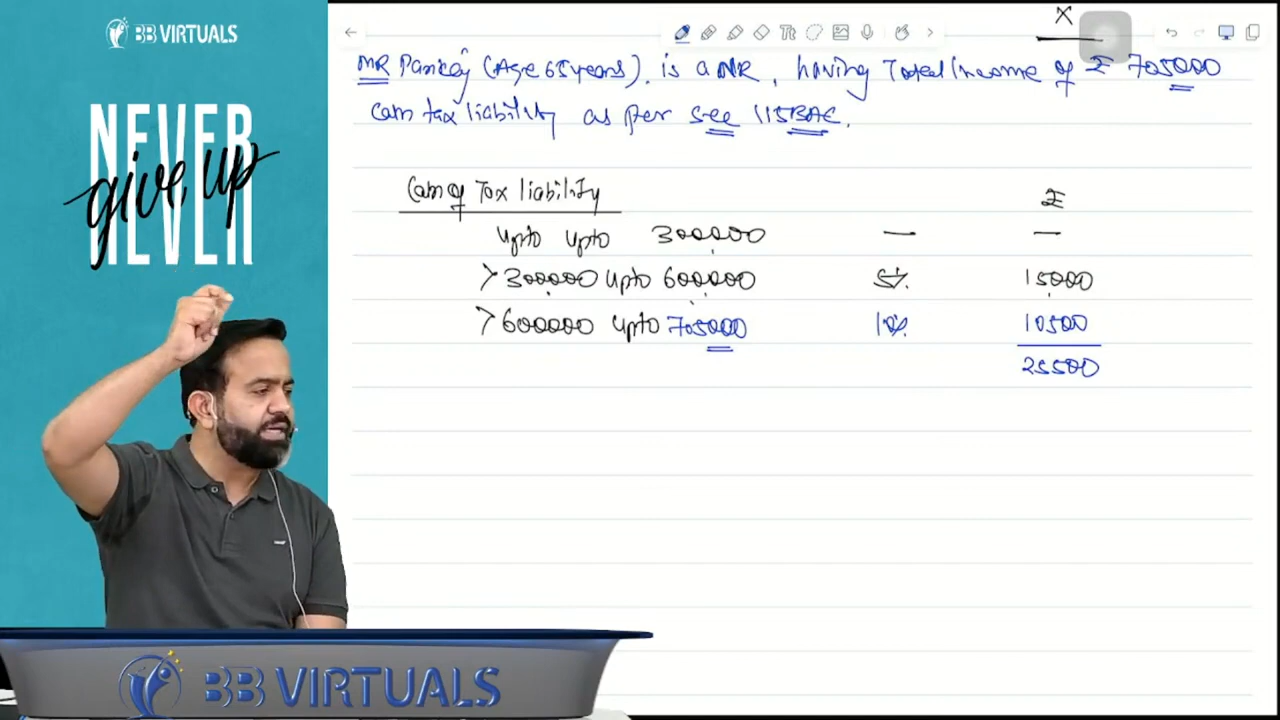 BB VIRTUALS
NEVER
give up
NEVER
X
MR Pankaj (Age 65 years). is a NR, having Total Income of ₹ 705000
Com tax liability as per sec 115BAC.
Com of Tax liability ₹
upto upto 300000 — —
>300000 upto 600000 5% 15000
>600000 upto 705000 10% 10500
25500
BB VIRTUALS